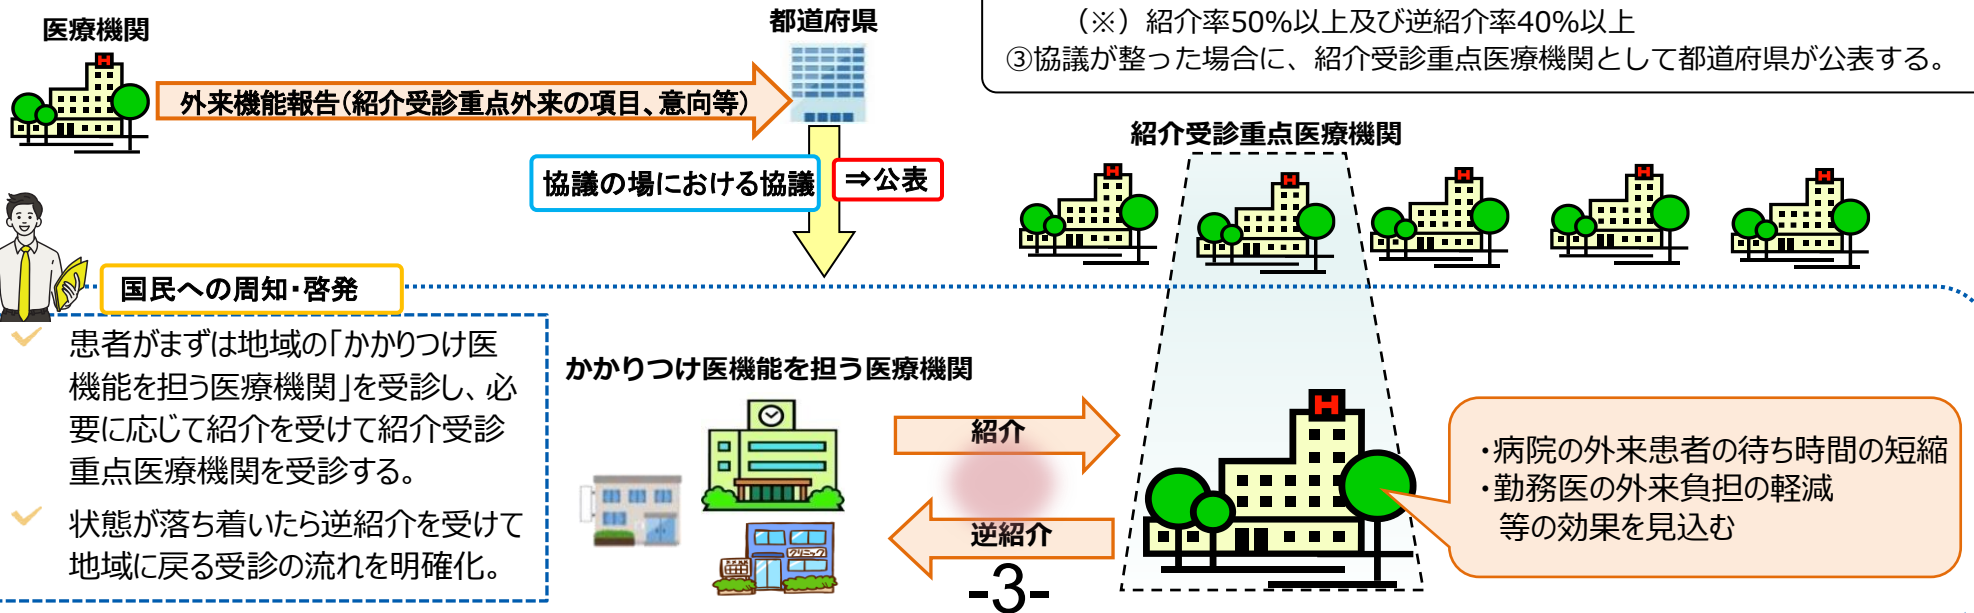 医療機関
都道府県
（※）紹介率50%以上及び逆紹介率40%以上
③協議が整った場合に、紹介受診重点医療機関として都道府県が公表する。
外来機能報告（紹介受診重点外来の項目、意向等）
協議の場における協議
⇒公表
紹介受診重点医療機関
国民への周知・啓発
患者がまずは地域の「かかりつけ医
機能を担う医療機関」を受診し、必
要に応じて紹介を受けて紹介受診
重点医療機関を受診する。
状態が落ち着いたら逆紹介を受けて
地域に戻る受診の流れを明確化。
かかりつけ医機能を担う医療機関
クリニック
紹介
逆紹介
・病院の外来患者の待ち時間の短縮
・勤務医の外来負担の軽減
等の効果を見込む
-3-